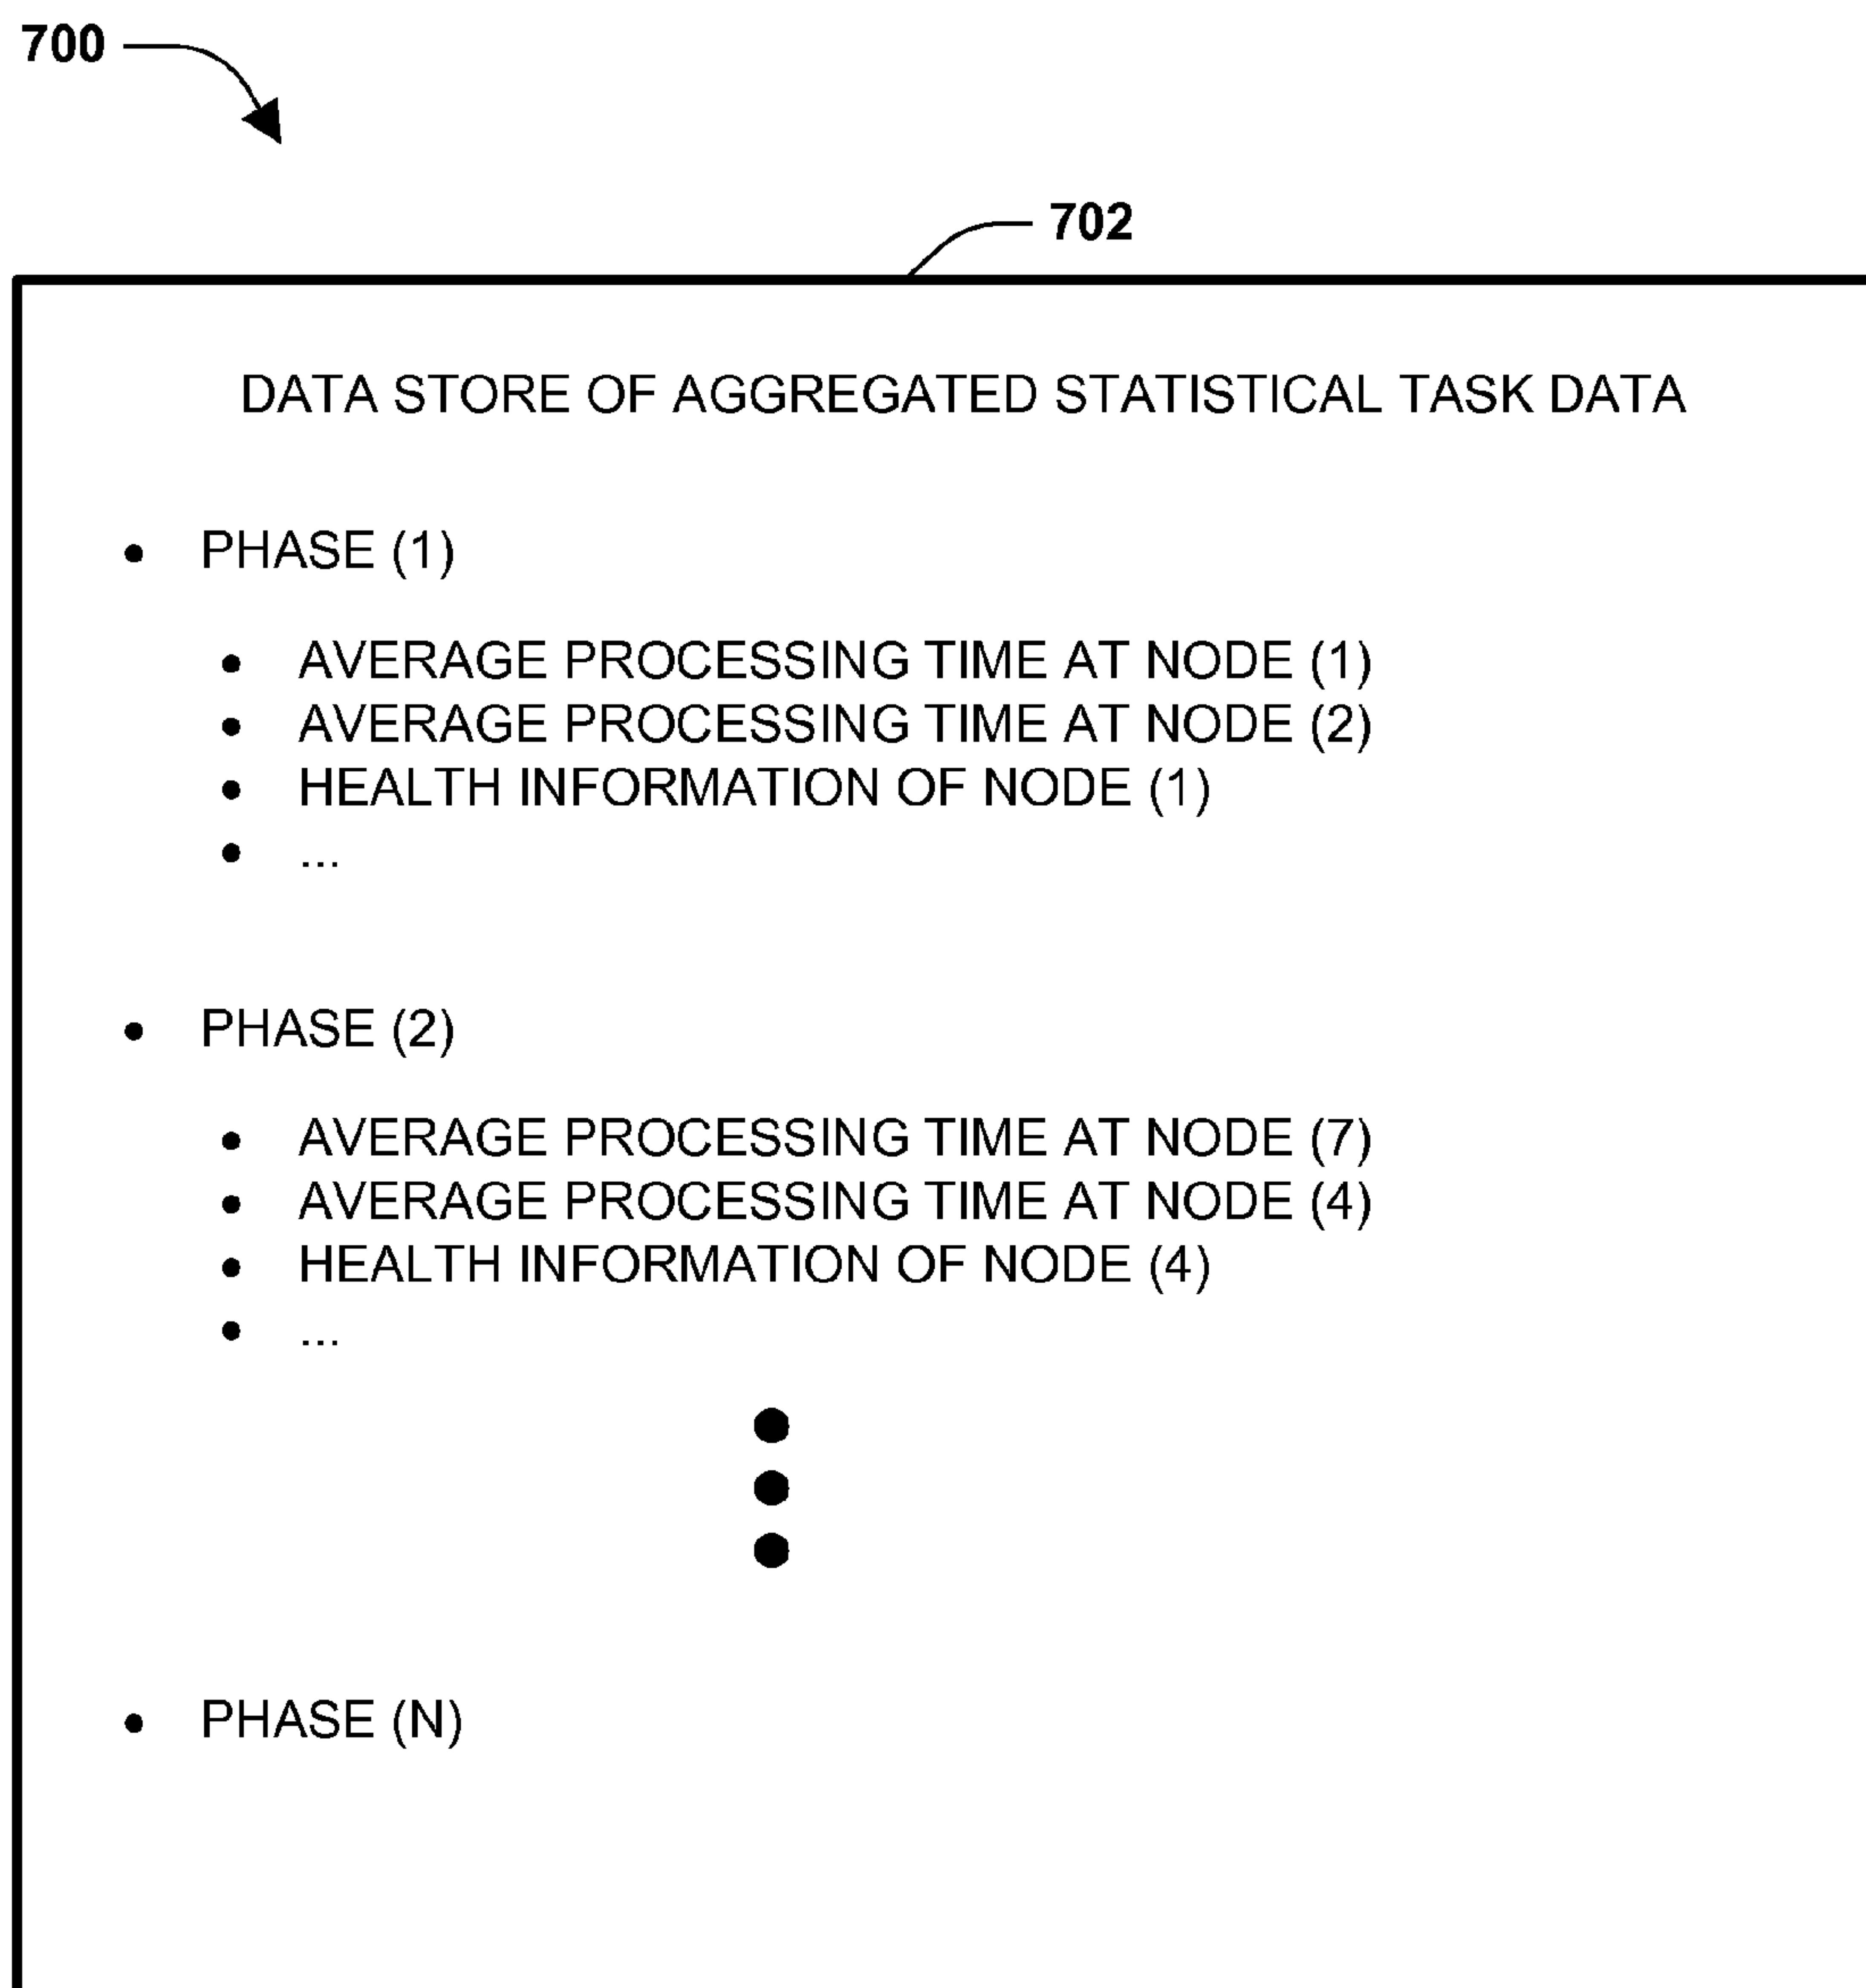 700
702
DATA STORE OF AGGREGATED STATISTICAL TASK DATA
• PHASE (1)
• AVERAGE PROCESSING TIME AT NODE (1)
• AVERAGE PROCESSING TIME AT NODE (2)
• HEALTH INFORMATION OF NODE (1)
• ...
• PHASE (2)
• AVERAGE PROCESSING TIME AT NODE (7)
• AVERAGE PROCESSING TIME AT NODE (4)
• HEALTH INFORMATION OF NODE (4)
• ...
• PHASE (N)